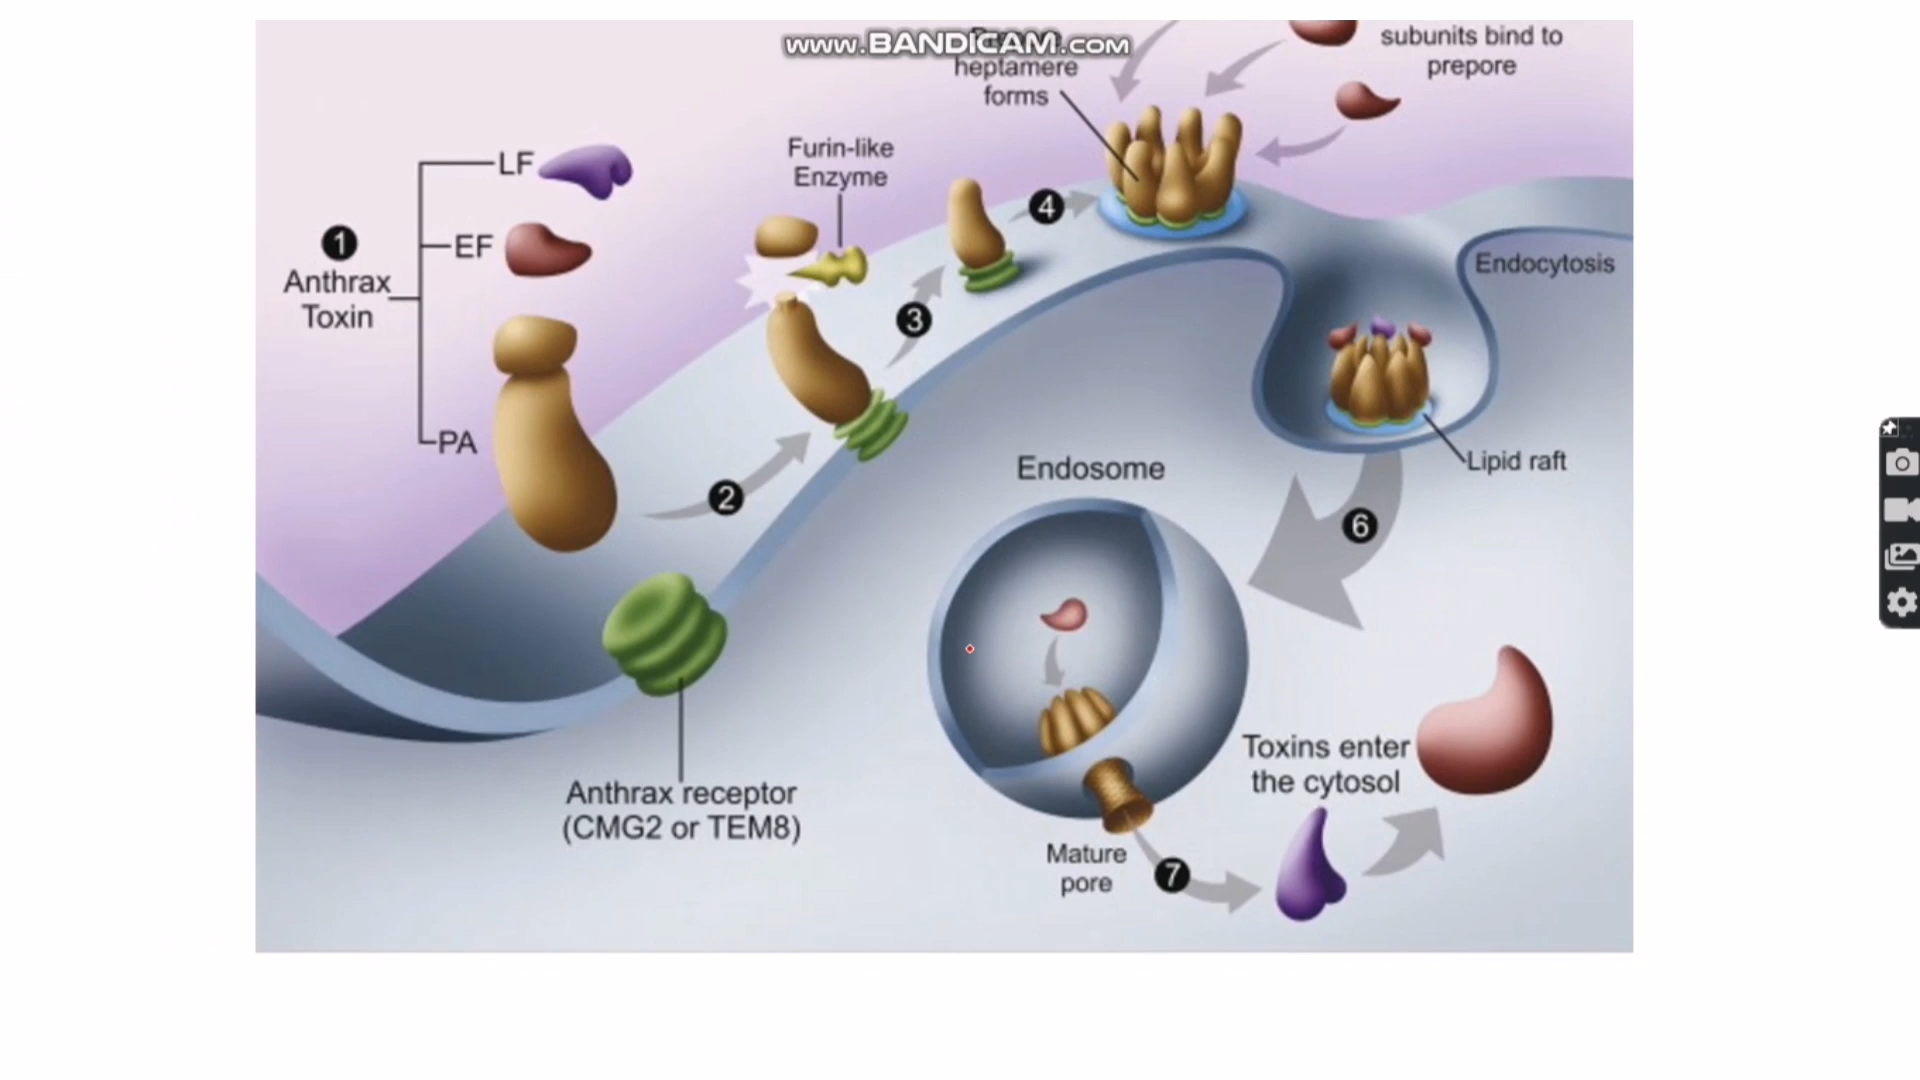 www.BANDICAM.com
heptamere
forms
subunits bind to
prepore
Furin-like
Enzyme
LF
EF
1
Anthrax
Toxin
PA
4
3
2
Endocytosis
Lipid raft
Endosome
6
Anthrax receptor
(CMG2 or TEM8)
Toxins enter
the cytosol
Mature
pore
7